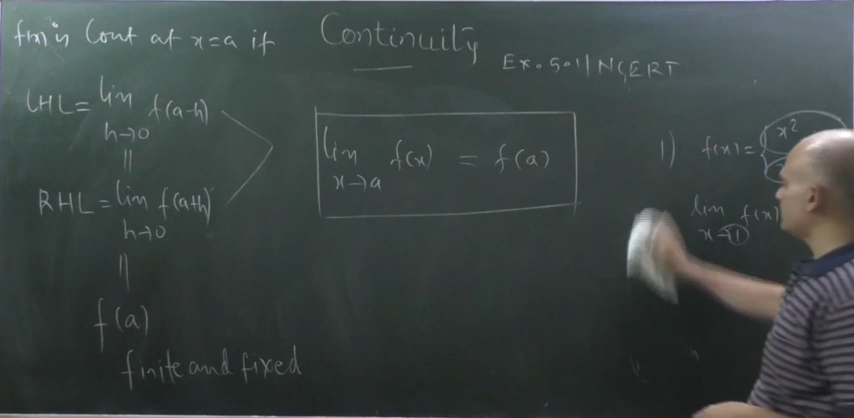 f(x) is Cont at x=a if
Continuity
Ex. 5.1 | NCERT
LHL = lim f(a-h)
h→0
||
RHL = lim f(a+h)
h→0
||
f(a)
finite and fixed
lim f(x) = f(a)
x→a
1) f(x) = { x²
lim f(x)
x→1